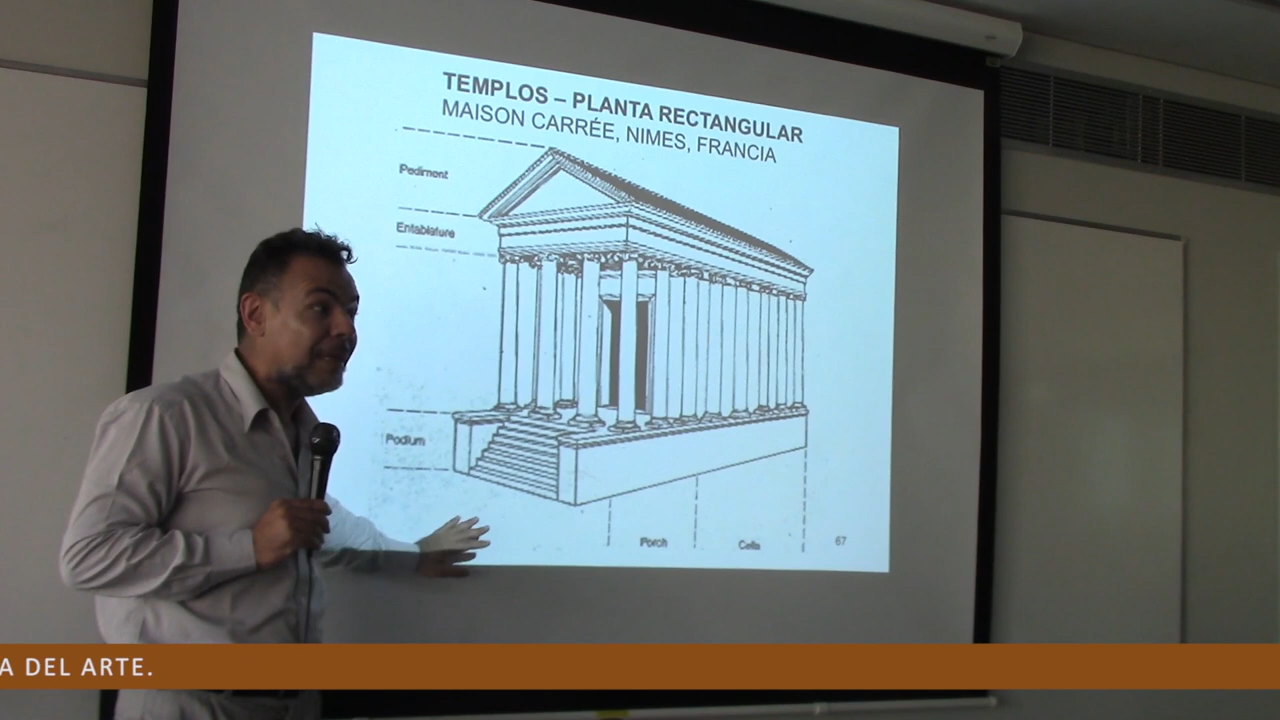 TEMPLOS – PLANTA RECTANGULAR
MAISON CARRÉE, NIMES, FRANCIA
Pediment
Entablature
Podium
Porch
Cella
67
A DEL ARTE.